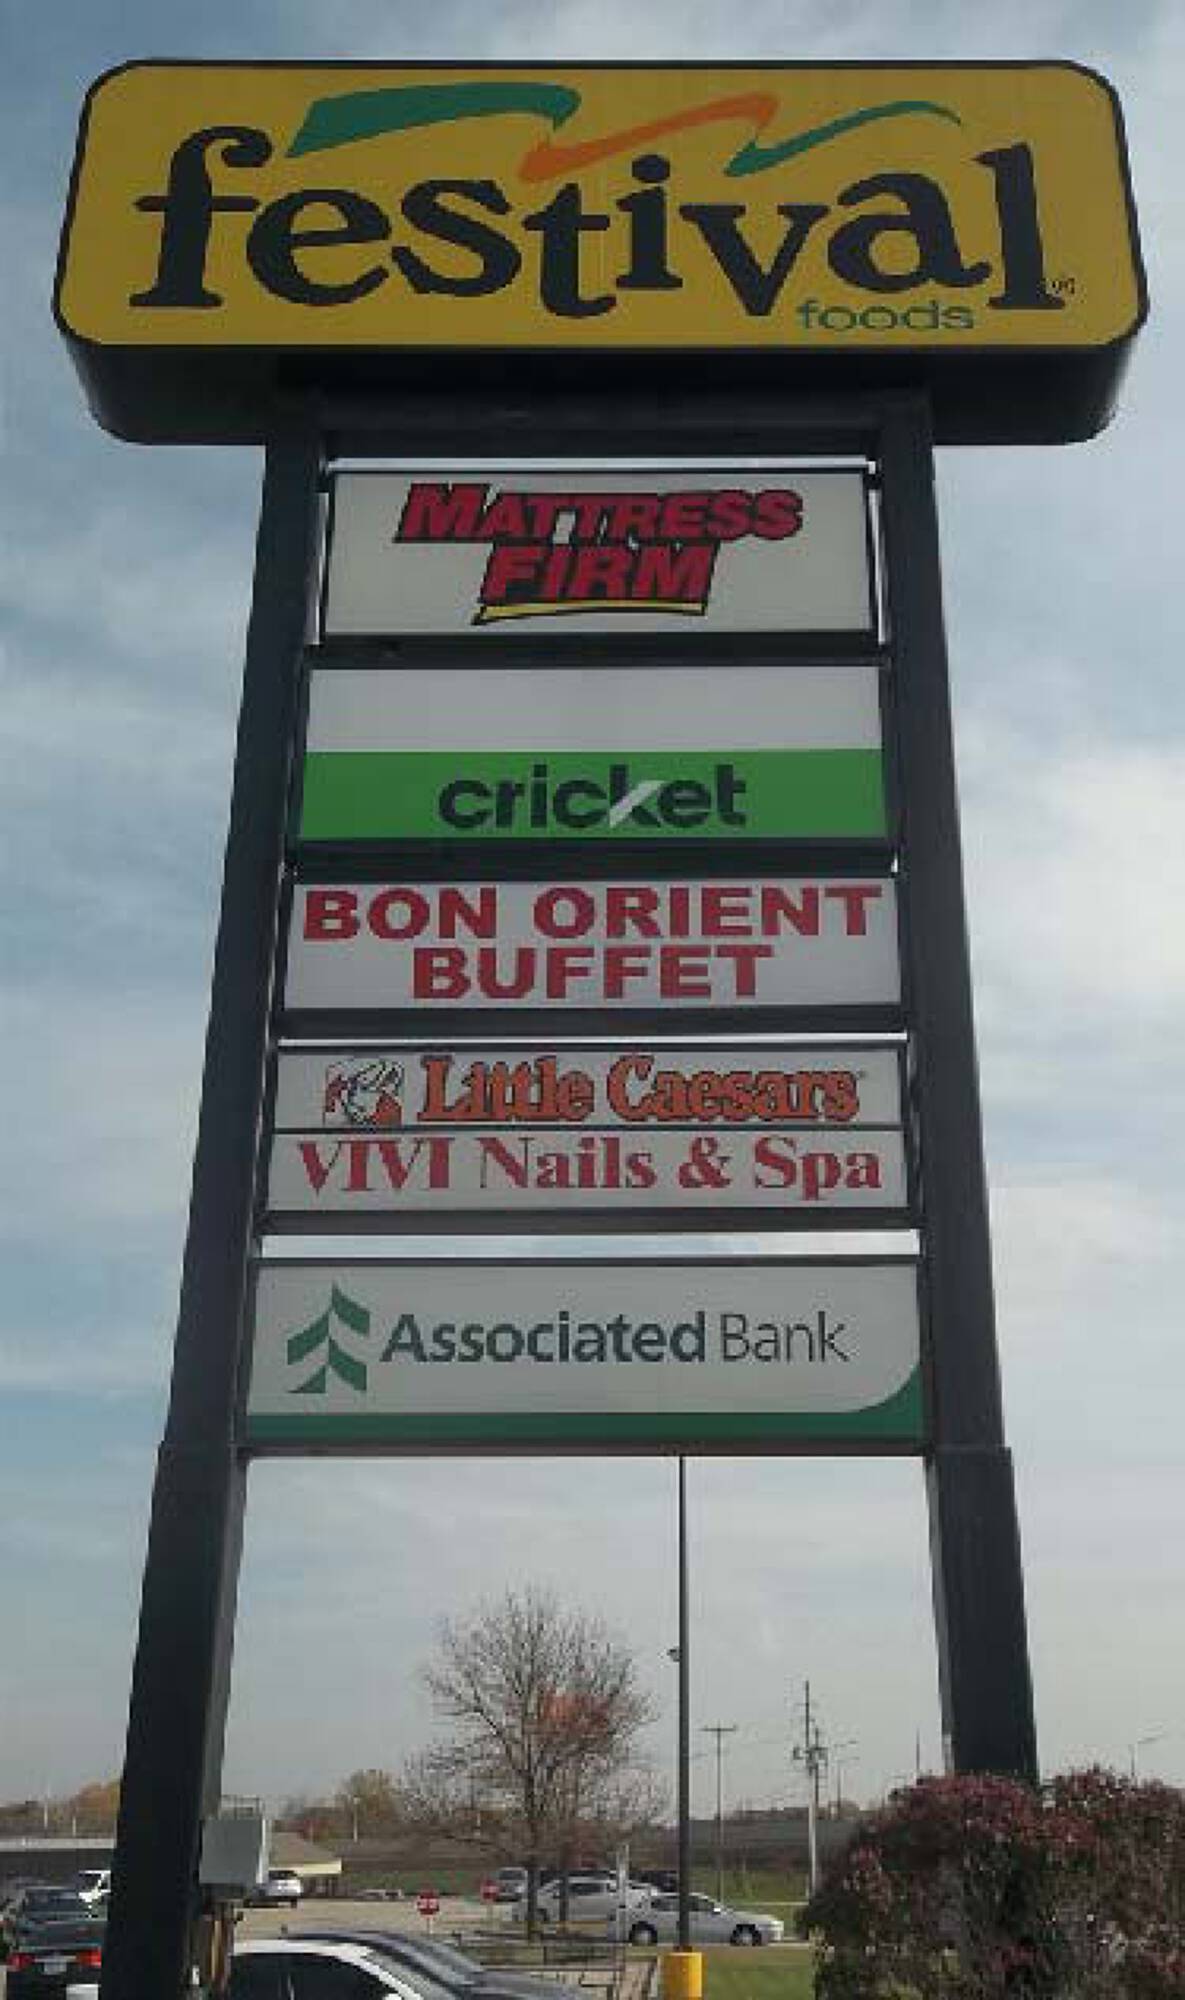 festival
foods
MATTRESS
FIRM
cricket
BON ORIENT
BUFFET
Little Caesars
VIVI Nails & Spa
Associated Bank